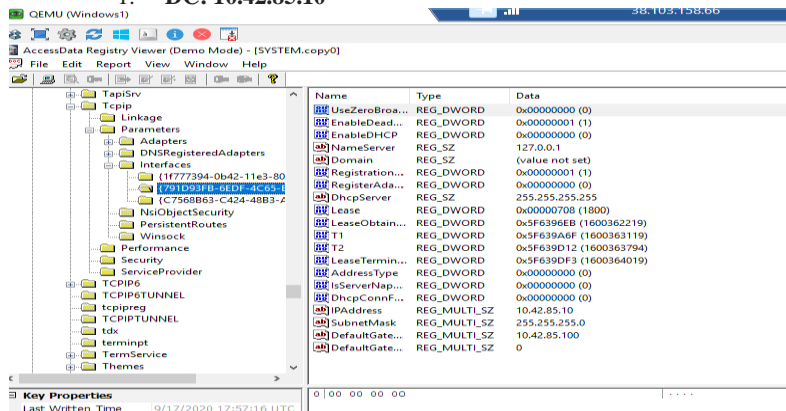 1. DC: 10.42.85.10
QEMU (Windows1)
38.103.158.66
AccessData Registry Viewer (Demo Mode) - [SYSTEM.copy0]
File Edit Report View Window Help
TapiSrv
Tcpip
Linkage
Parameters
Adapters
DNSRegisteredAdapters
Interfaces
{1f777394-0b42-11e3-80
{791D93FB-6EDF-4C65-E
{C7568B63-C424-48B3-A
NsiObjectSecurity
PersistentRoutes
Winsock
Performance
Security
ServiceProvider
TCPIP6
TCPIP6TUNNEL
tcpipreg
TCPIPTUNNEL
tdx
terminpt
TermService
Themes
Name Type Data
UseZeroBroa... REG_DWORD 0x00000000 (0)
EnableDead... REG_DWORD 0x00000001 (1)
EnableDHCP REG_DWORD 0x00000000 (0)
NameServer REG_SZ 127.0.0.1
Domain REG_SZ (value not set)
Registration... REG_DWORD 0x00000001 (1)
RegisterAda... REG_DWORD 0x00000000 (0)
DhcpServer REG_SZ 255.255.255.255
Lease REG_DWORD 0x00000708 (1800)
LeaseObtain... REG_DWORD 0x5F6396EB (1600362219)
T1 REG_DWORD 0x5F639A6F (1600363119)
T2 REG_DWORD 0x5F639D12 (1600363794)
LeaseTermin... REG_DWORD 0x5F639DF3 (1600364019)
AddressType REG_DWORD 0x00000000 (0)
IsServerNap... REG_DWORD 0x00000000 (0)
DhcpConnF... REG_DWORD 0x00000000 (0)
IPAddress REG_MULTI_SZ 10.42.85.10
SubnetMask REG_MULTI_SZ 255.255.255.0
DefaultGate... REG_MULTI_SZ 10.42.85.100
DefaultGate... REG_MULTI_SZ 0
Key Properties
Last Written Time 9/17/2020 17:57:16 UTC
0 00 00 00 00 ....